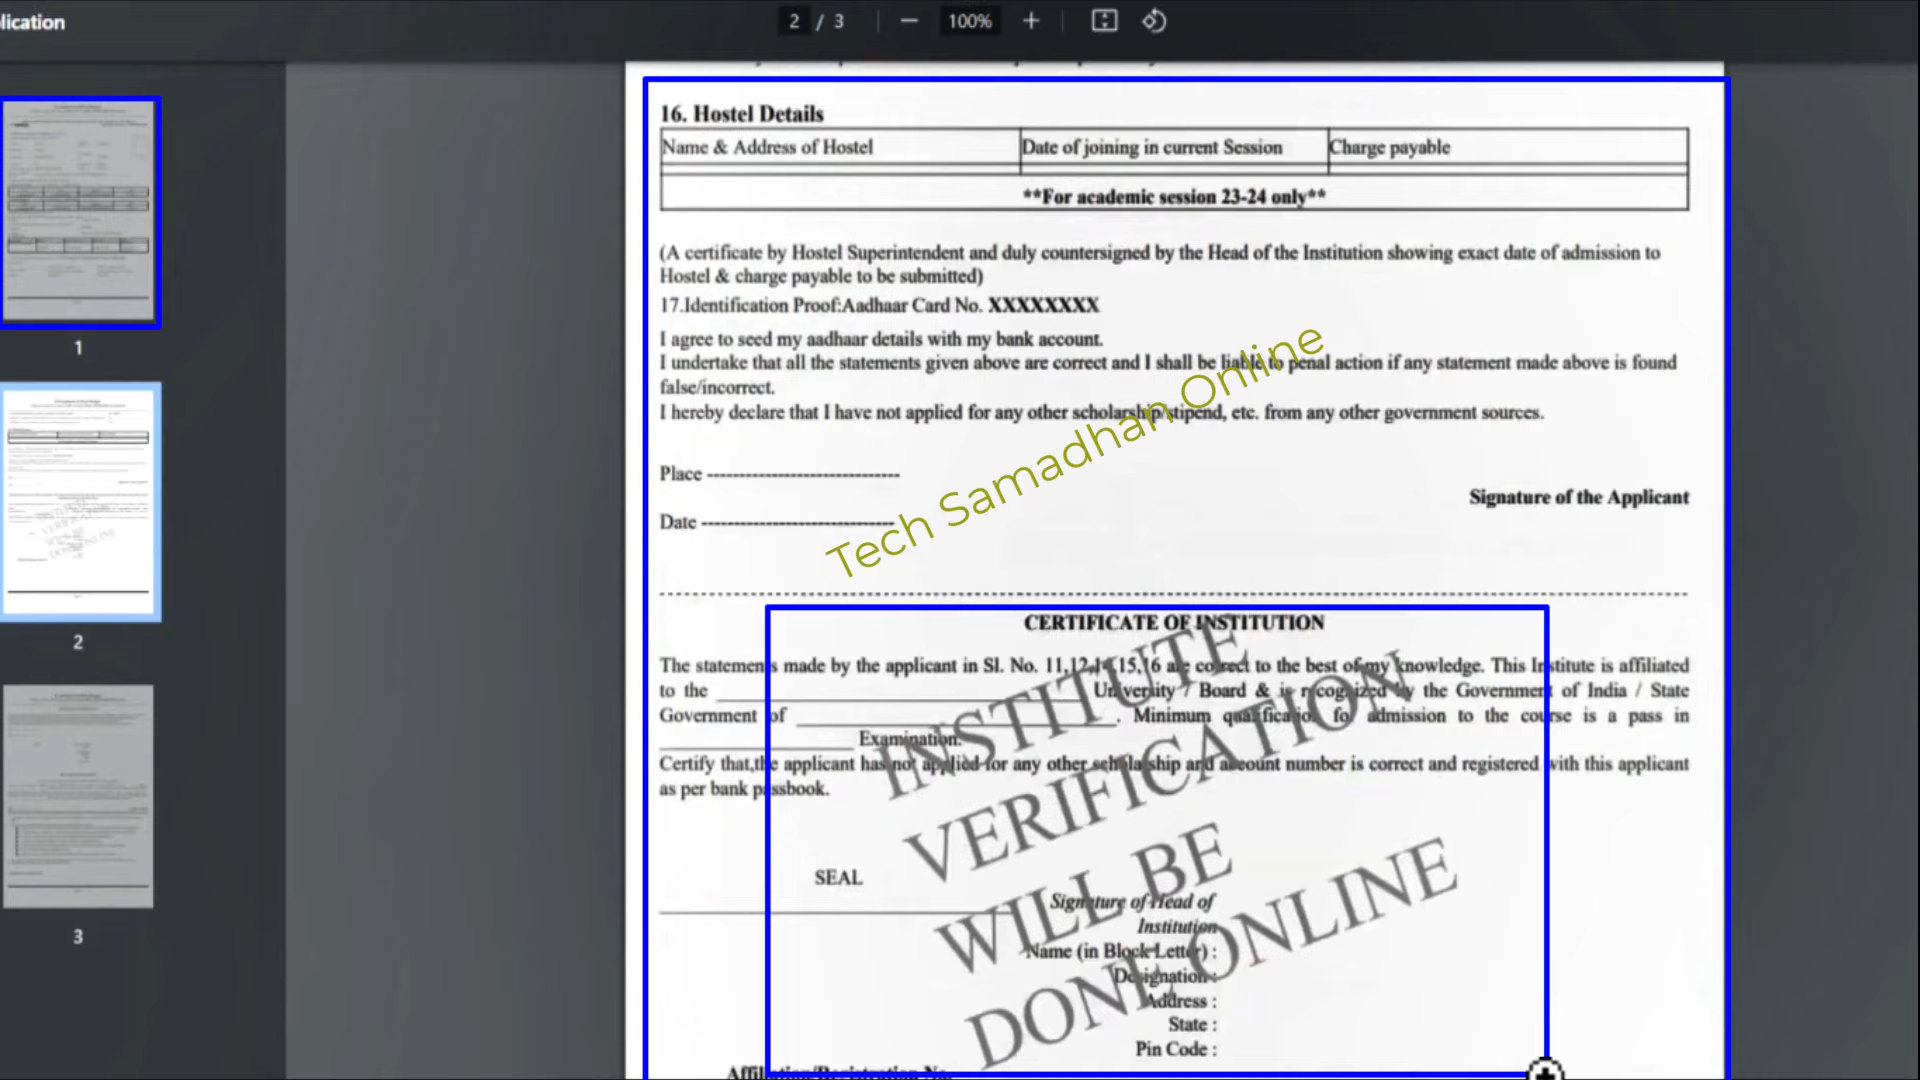 lication
2 / 3
100%
16. Hostel Details
Name & Address of Hostel
Date of joining in current Session
Charge payable
**For academic session 23-24 only**
(A certificate by Hostel Superintendent and duly countersigned by the Head of the Institution showing exact date of admission to
Hostel & charge payable to be submitted)
17.Identification Proof:Aadhaar Card No. XXXXXXXX
I agree to seed my aadhaar details with my bank account.
I undertake that all the statements given above are correct and I shall be liable to penal action if any statement made above is found
false/incorrect.
I hereby declare that I have not applied for any other scholarship/stipend, etc. from any other government sources.
Tech Samadhan Online
Place -------------------------
Signature of the Applicant
Date -------------------------
CERTIFICATE OF INSTITUTION
The statements made by the applicant in Sl. No. 11,12,14,15,16 are correct to the best of my knowledge. This Institute is affiliated
to the ____________________ University / Board & is recognized by the Government of India / State
Government of ____________________. Minimum qualification for admission to the course is a pass in
____________________ Examination.
Certify that,the applicant has not applied for any other scholarship and account number is correct and registered with this applicant
as per bank passbook.
INSTITUTE
VERIFICATION
WILL BE
DONE ONLINE
SEAL
Signature of Head of
Institution
Name (in Block Letter) :
Designation :
Address :
State :
Pin Code :
Affiliation/Registration No.
1
2
3